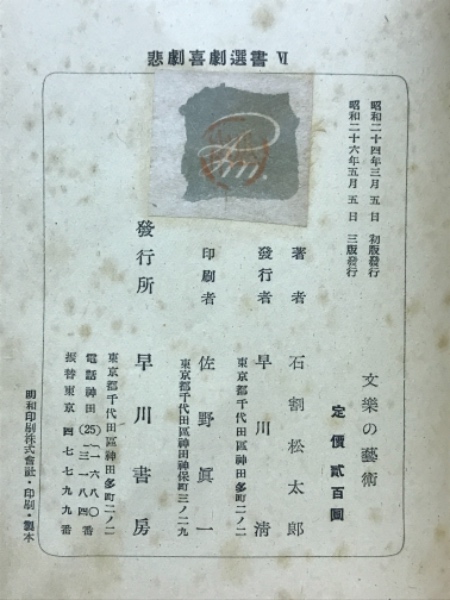 悲劇喜劇選書 Ⅵ
昭和二十四年三月五日 初版發行
昭和二十六年五月五日 三版發行
文樂の藝術
定價貳百圓
著者 石割松太郎
發行者 早川淸
東京都千代田區神田多町二ノ二
印刷者 佐野眞一
東京都千代田區神田神保町三ノ二九
發行所 早川書房
東京都千代田區神田多町二ノ二
電話神田(25)一六八〇 三一八四番
振替東京四七七九九番
明和印刷株式會社・印刷・製本